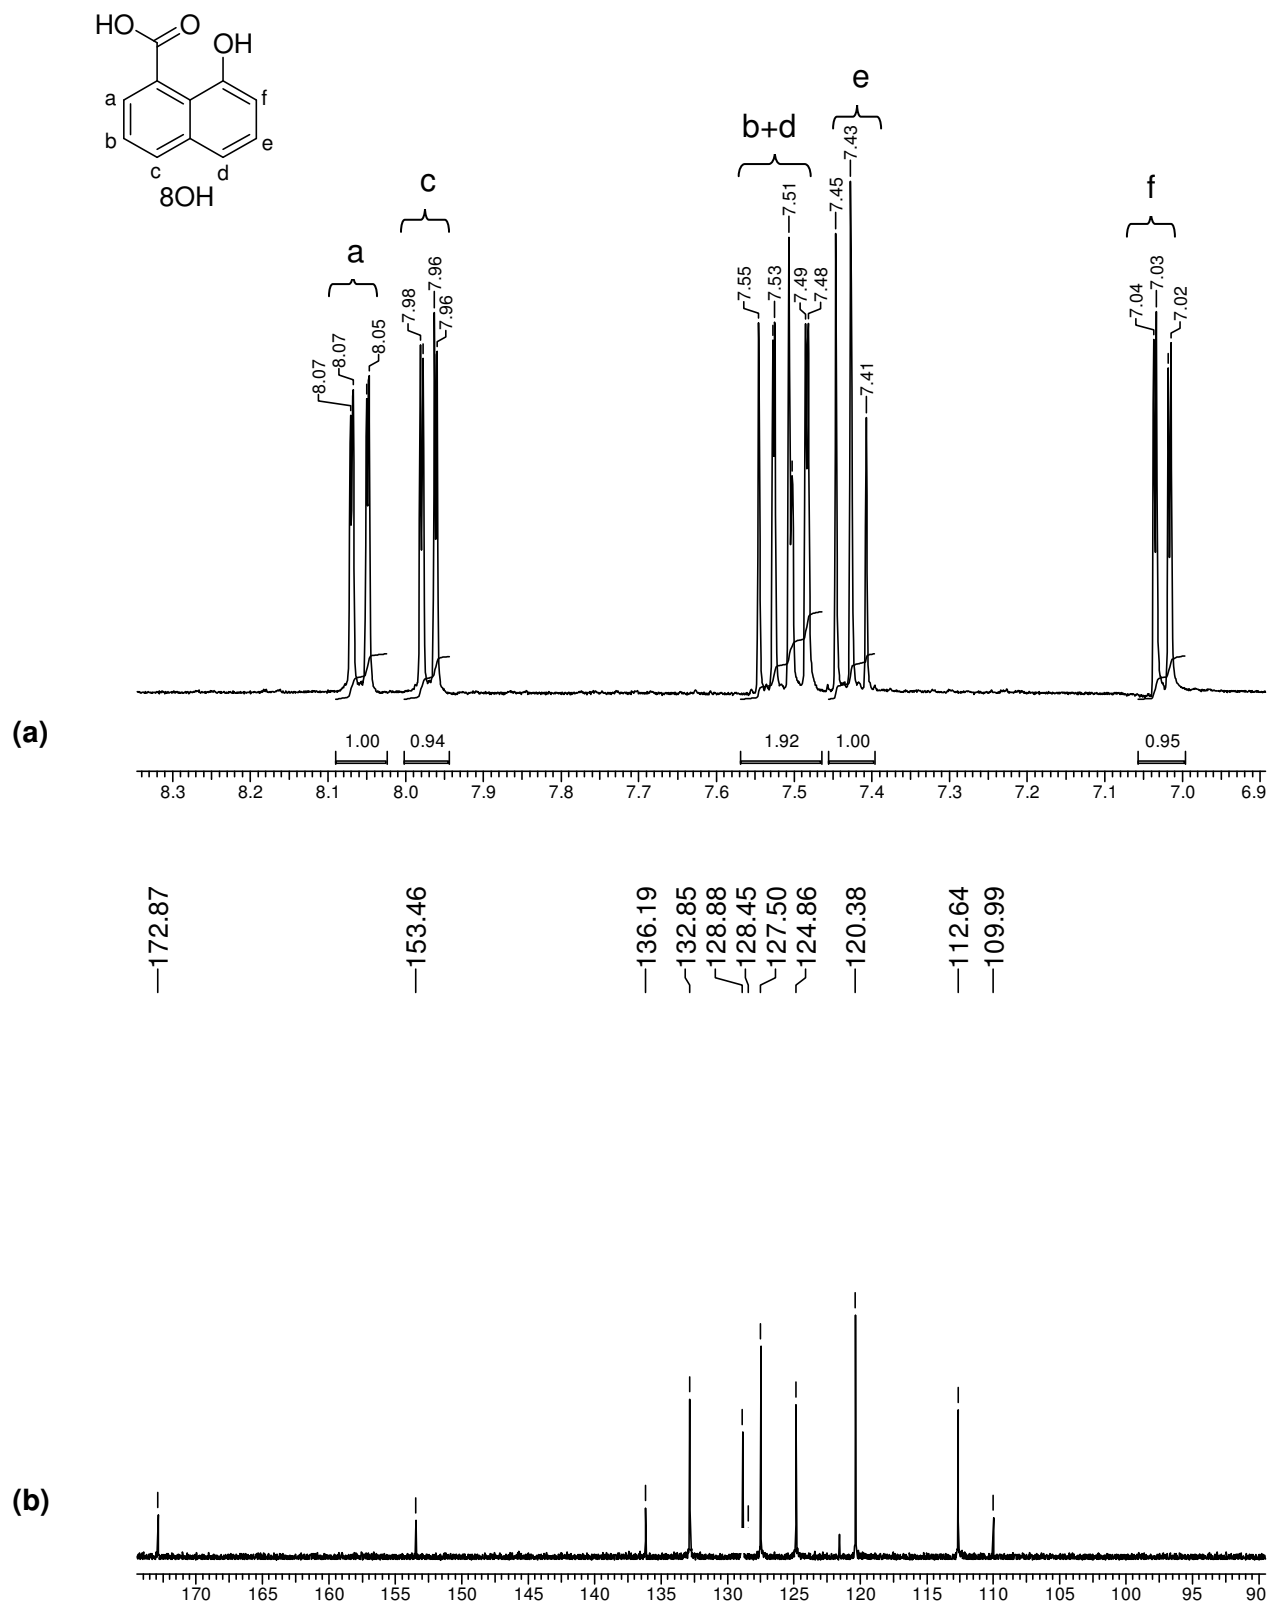 HO O
OH
a
f
b
e
c
d
8OH
a
c
b+d
e
f
8.07
8.07
8.05
7.98
7.96
7.96
7.55
7.53
7.51
7.49
7.48
7.45
7.43
7.41
7.04
7.03
7.02
(a)
1.00 0.94 1.92 1.00 0.95
8.3 8.2 8.1 8.0 7.9 7.8 7.7 7.6 7.5 7.4 7.3 7.2 7.1 7.0 6.9
172.87
153.46
136.19
132.85
128.88
128.45
127.50
124.86
120.38
112.64
109.99
(b)
170 165 160 155 150 145 140 135 130 125 120 115 110 105 100 95 90